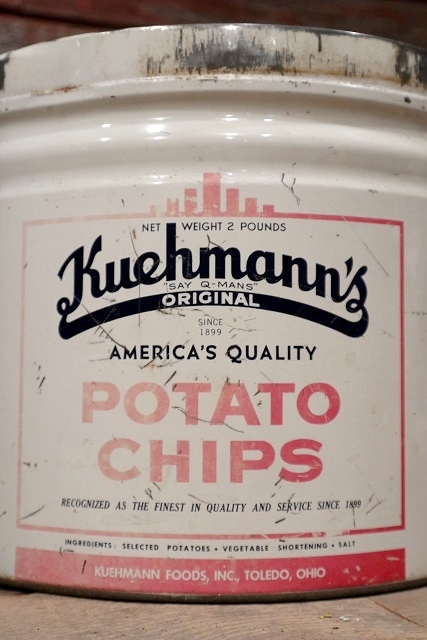 NET WEIGHT 2 POUNDS
Kuehmann's
"SAY Q-MANS"
ORIGINAL
SINCE
1899
AMERICA'S QUALITY
POTATO
CHIPS
RECOGNIZED AS THE FINEST IN QUALITY AND SERVICE SINCE 1899
INGREDIENTS: SELECTED POTATOES • VEGETABLE SHORTENING • SALT
KUEHMANN FOODS, INC., TOLEDO, OHIO